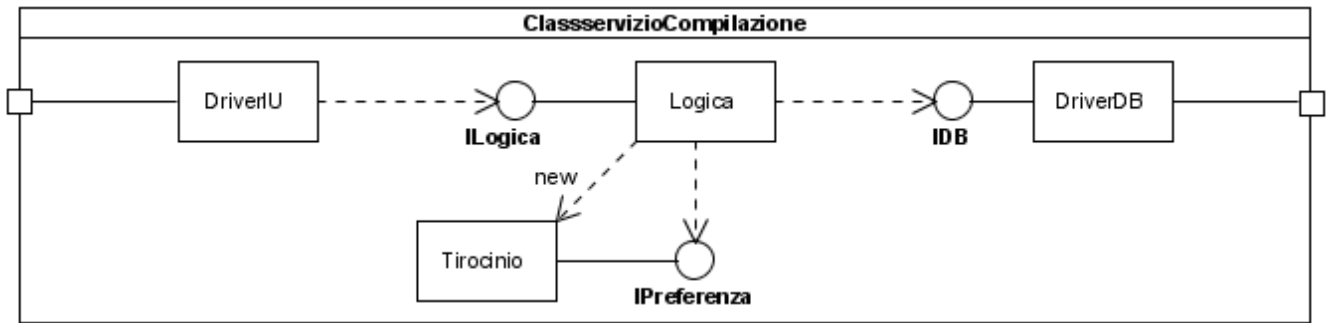 ClassservizioCompilazione
DriverIU
Logica
DriverDB
ILogica
IDB
new
Tirocinio
IPreferenza